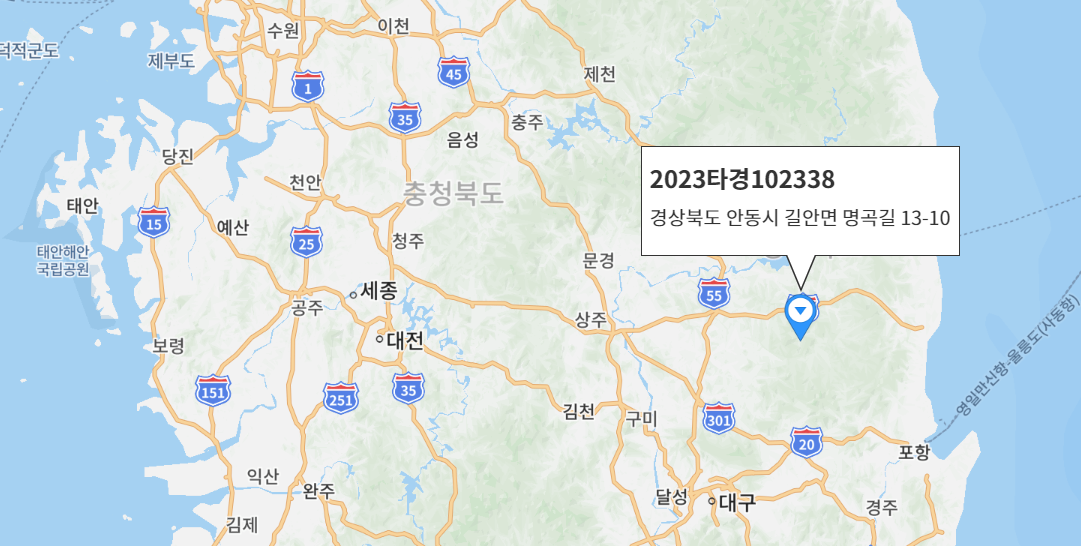 수원
이천
덕적군도
제부도
45
제천
1
35
충주
음성
당진
천안
충청북도
2023타경102338
경상북도 안동시 길안면 명곡길 13-10
태안
15
예산
25
청주
태안해안
국립공원
문경
세종
55
공주
상주
대전
보령
영일만신항-울릉도(사동항)
151
251
35
김천
구미
301
20
포항
익산
완주
달성
대구
경주
김제